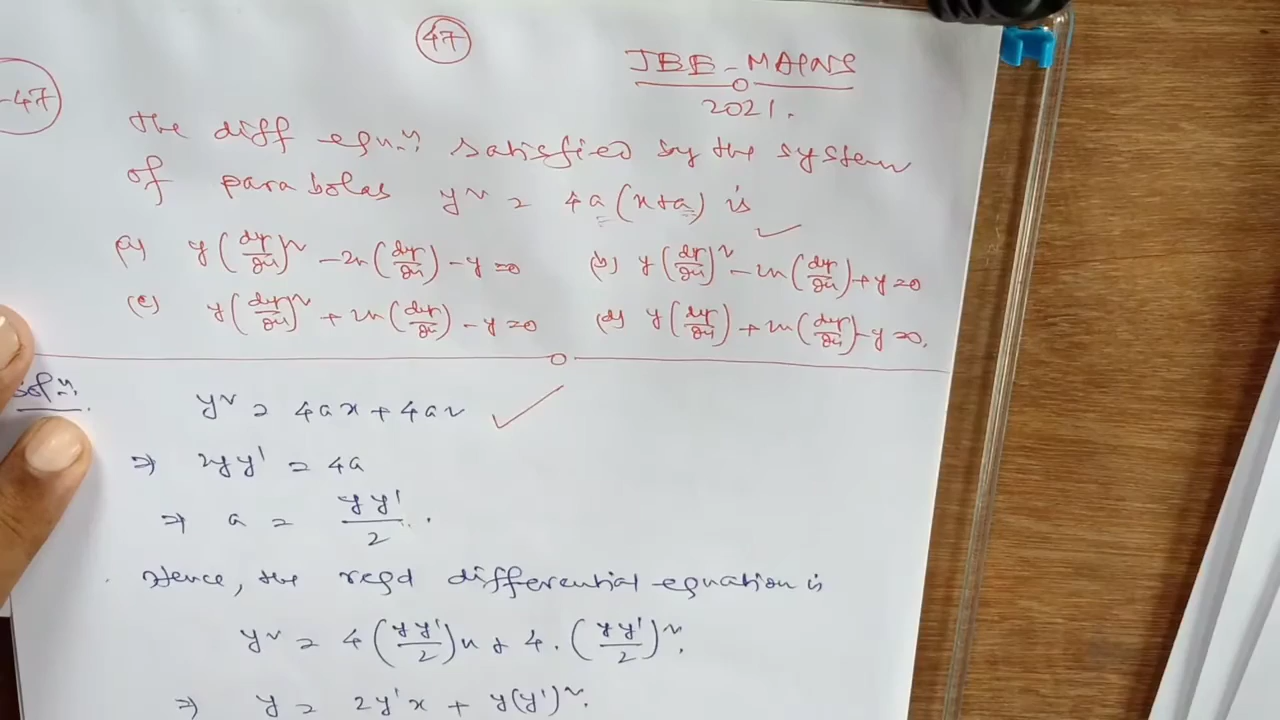 47
JEE - MAINS
2021.
-47
the diff equn. satisfied by the system
of parabolas y² = 4a(x+a) is ✓
(a) y(dy/dx)² - 2x(dy/dx) - y = 0 (b) y(dy/dx)² - 2x(dy/dx) + y = 0
(c) y(dy/dx)² + 2x(dy/dx) - y = 0 (d) y(dy/dx) + 2x(dy/dx) - y = 0.
Solⁿ. y² = 4ax + 4a² ✓
⇒ 2yy' = 4a
⇒ a = yy'/2 .
Hence, the reqd differential equation is
y² = 4(yy'/2)x + 4.(yy'/2)².
⇒ y = 2y'x + y(y')².